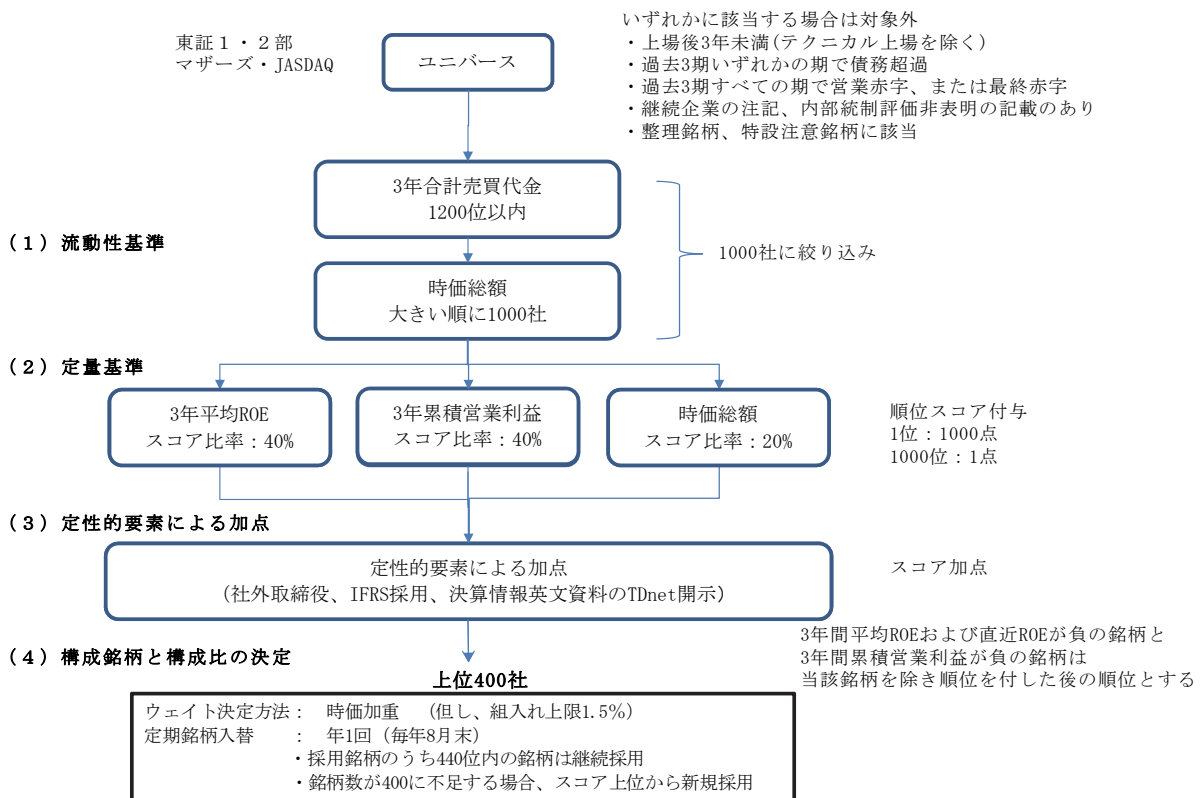 東証１・２部
マザーズ・JASDAQ
ユニバース
いずれかに該当する場合は対象外
・上場後3年未満(テクニカル上場を除く)
・過去3期いずれかの期で債務超過
・過去3期すべての期で営業赤字、または最終赤字
・継続企業の注記、内部統制評価非表明の記載のあり
・整理銘柄、特設注意銘柄に該当
3年合計売買代金
1200位以内
（１）流動性基準
1000社に絞り込み
時価総額
大きい順に1000社
（２）定量基準
3年平均ROE
スコア比率：40%
3年累積営業利益
スコア比率：40%
時価総額
スコア比率：20%
順位スコア付与
1位：1000点
1000位：1点
（３）定性的要素による加点
定性的要素による加点
（社外取締役、IFRS採用、決算情報英文資料のTDnet開示）
スコア加点
（４）構成銘柄と構成比の決定
3年間平均ROEおよび直近ROEが負の銘柄と
3年間累積営業利益が負の銘柄は
当該銘柄を除き順位を付した後の順位とする
上位400社
ウェイト決定方法： 時価加重 （但し、組入れ上限1.5%）
定期銘柄入替 ： 年1回（毎年8月末）
・採用銘柄のうち440位内の銘柄は継続採用
・銘柄数が400に不足する場合、スコア上位から新規採用